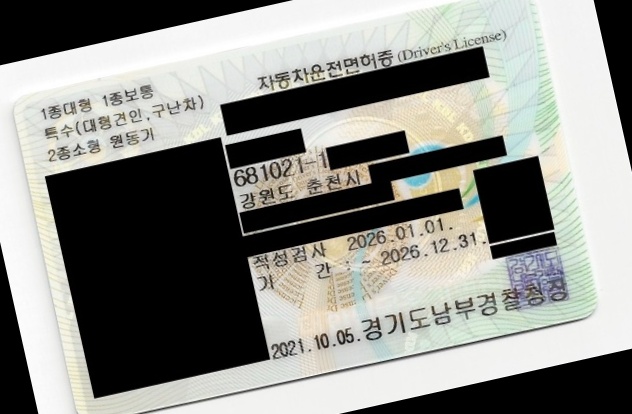 자동차운전면허증 (Driver's License)
1종대형 1종보통
특수(대형견인,구난차)
2종소형 원동기
681021-1
강원도 춘천시
적성검사 2026.01.01.
기 간 ~ 2026.12.31.
2021.10.05.경기도남부경찰청장